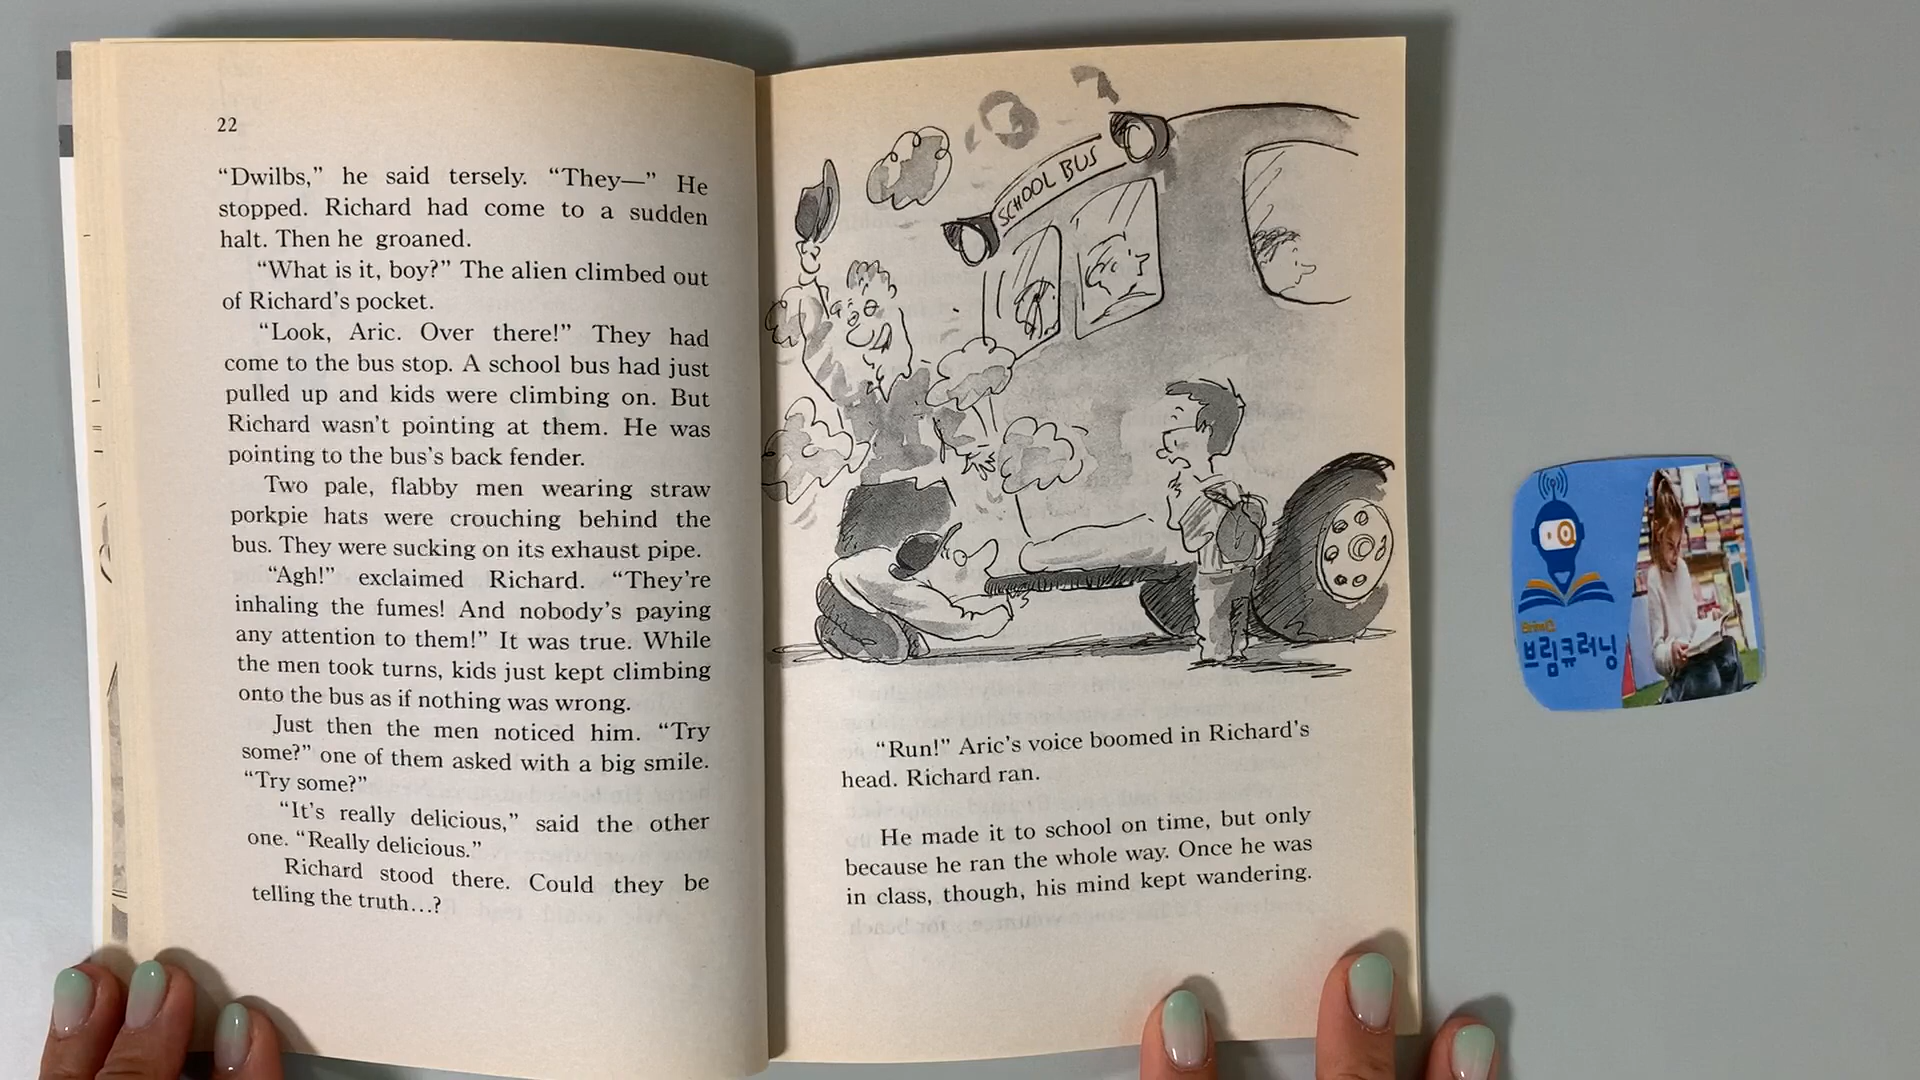 22
“Dwilbs,” he said tersely. “They—” He
stopped. Richard had come to a sudden
halt. Then he groaned.
“What is it, boy?” The alien climbed out
of Richard’s pocket.
“Look, Aric. Over there!” They had
come to the bus stop. A school bus had just
pulled up and kids were climbing on. But
Richard wasn’t pointing at them. He was
pointing to the bus’s back fender.
Two pale, flabby men wearing straw
porkpie hats were crouching behind the
bus. They were sucking on its exhaust pipe.
“Agh!” exclaimed Richard. “They’re
inhaling the fumes! And nobody’s paying
any attention to them!” It was true. While
the men took turns, kids just kept climbing
onto the bus as if nothing was wrong.
Just then the men noticed him. “Try
some?” one of them asked with a big smile.
“Try some?”
“It’s really delicious,” said the other
one. “Really delicious.”
Richard stood there. Could they be
telling the truth...?
SCHOOL BUS
“Run!” Aric’s voice boomed in Richard’s
head. Richard ran.
He made it to school on time, but only
because he ran the whole way. Once he was
in class, though, his mind kept wandering.
브림큐러닝